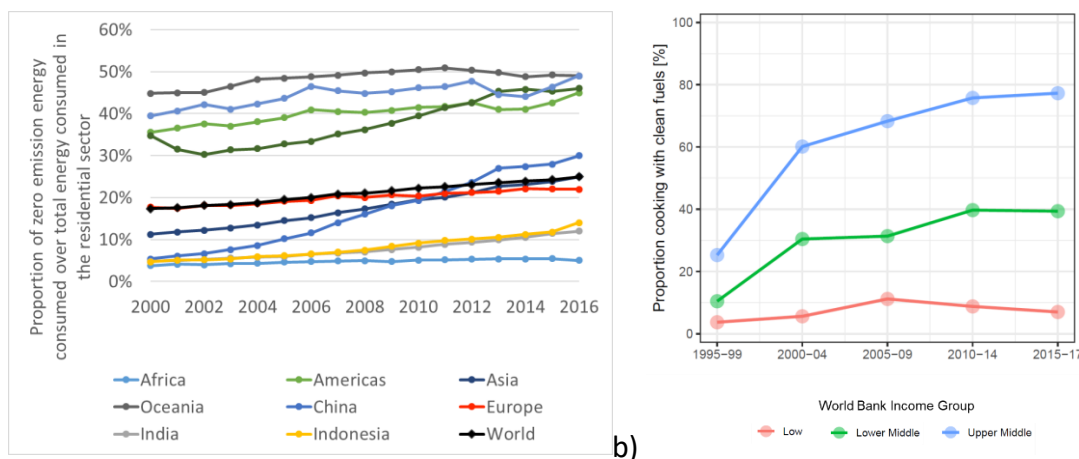 Proportion of zero emission energy
consumed over total energy consumed in
the residential sector
60%
50%
40%
30%
20%
10%
0%
2000 2002 2004 2006 2008 2010 2012 2014 2016
Africa Americas Asia
Oceania China Europe
India Indonesia World
b)
Proportion cooking with clean fuels [%]
100
80
60
40
20
0
1995-99 2000-04 2005-09 2010-14 2015-17
World Bank Income Group
Low Lower Middle Upper Middle